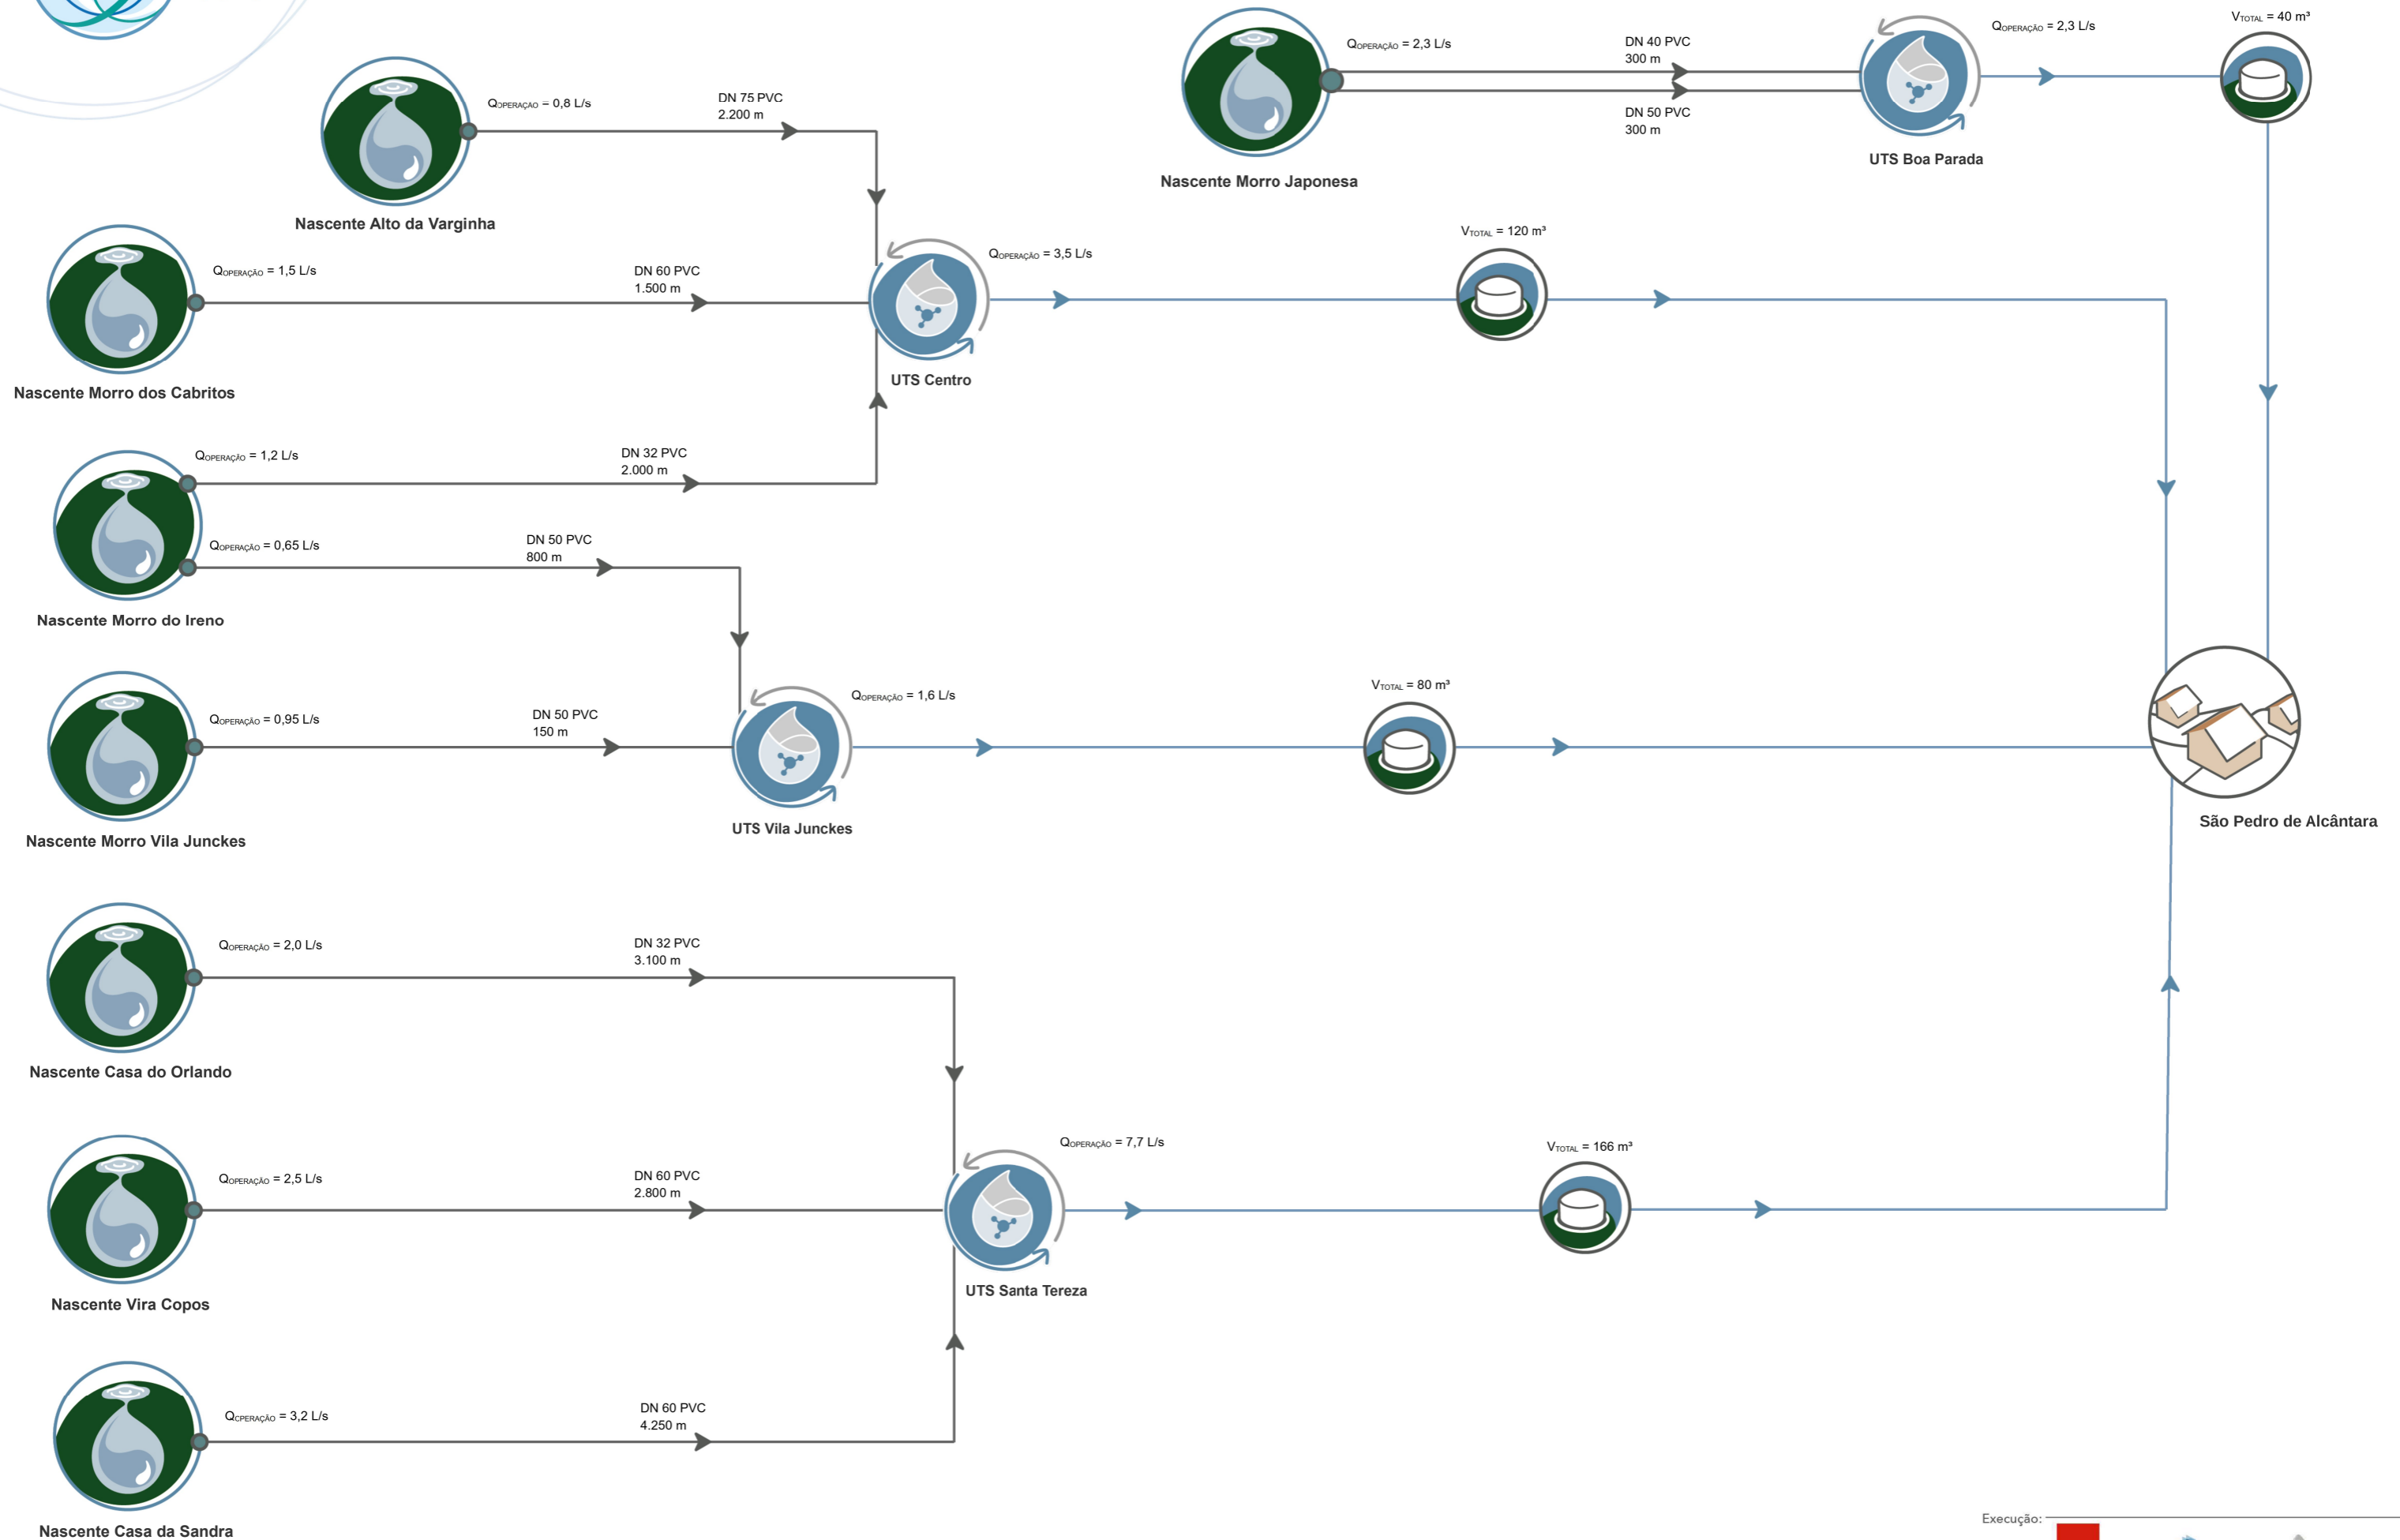 QOPERAÇÃO = 2,3 L/s
DN 40 PVC
300 m
DN 50 PVC
300 m
QOPERAÇÃO = 2,3 L/s
VTOTAL = 40 m³
UTS Boa Parada
Nascente Morro Japonesa
QOPERAÇÃO = 0,8 L/s
DN 75 PVC
2.200 m
Nascente Alto da Varginha
QOPERAÇÃO = 1,5 L/s
DN 60 PVC
1.500 m
QOPERAÇÃO = 3,5 L/s
VTOTAL = 120 m³
UTS Centro
Nascente Morro dos Cabritos
QOPERAÇÃO = 1,2 L/s
DN 32 PVC
2.000 m
QOPERAÇÃO = 0,65 L/s
DN 50 PVC
800 m
Nascente Morro do Ireno
QOPERAÇÃO = 0,95 L/s
DN 50 PVC
150 m
QOPERAÇÃO = 1,6 L/s
VTOTAL = 80 m³
UTS Vila Junckes
São Pedro de Alcântara
Nascente Morro Vila Junckes
QOPERAÇÃO = 2,0 L/s
DN 32 PVC
3.100 m
Nascente Casa do Orlando
QOPERAÇÃO = 2,5 L/s
DN 60 PVC
2.800 m
QOPERAÇÃO = 7,7 L/s
VTOTAL = 166 m³
UTS Santa Tereza
Nascente Vira Copos
QOPERAÇÃO = 3,2 L/s
DN 60 PVC
4.250 m
Nascente Casa da Sandra
Execução: